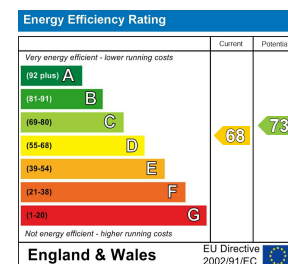 Energy Efficiency Rating
Current Potentia
Very energy efficient - lower running costs
(92 plus) A
(81-91) B
(69-80) C
(55-68) D
(39-54) E
(21-38) F
(1-20) G
68
73
Not energy efficient - higher running costs
England & Wales
EU Directive
2002/91/EC